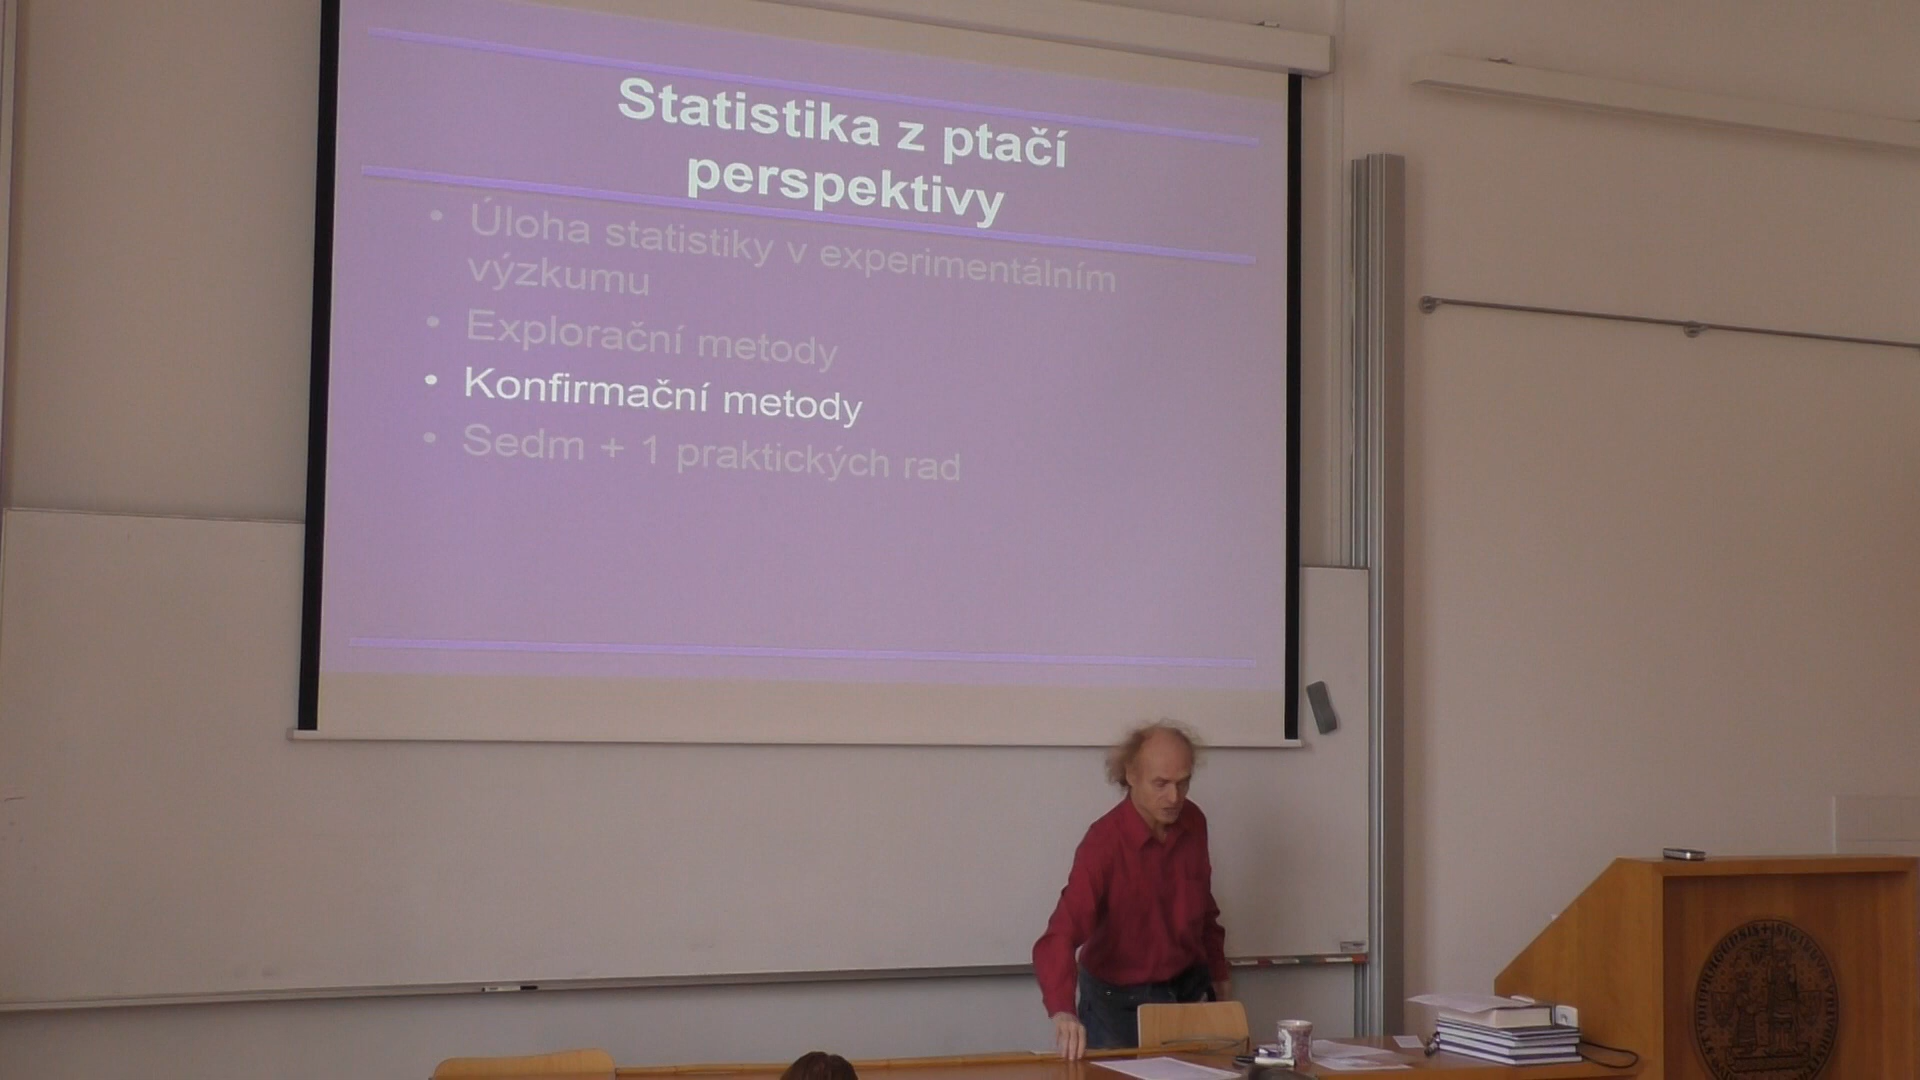 Statistika z ptačí
perspektivy
• Úloha statistiky v experimentálním
výzkumu
• Explorační metody
• Konfirmační metody
• Sedm + 1 praktických rad